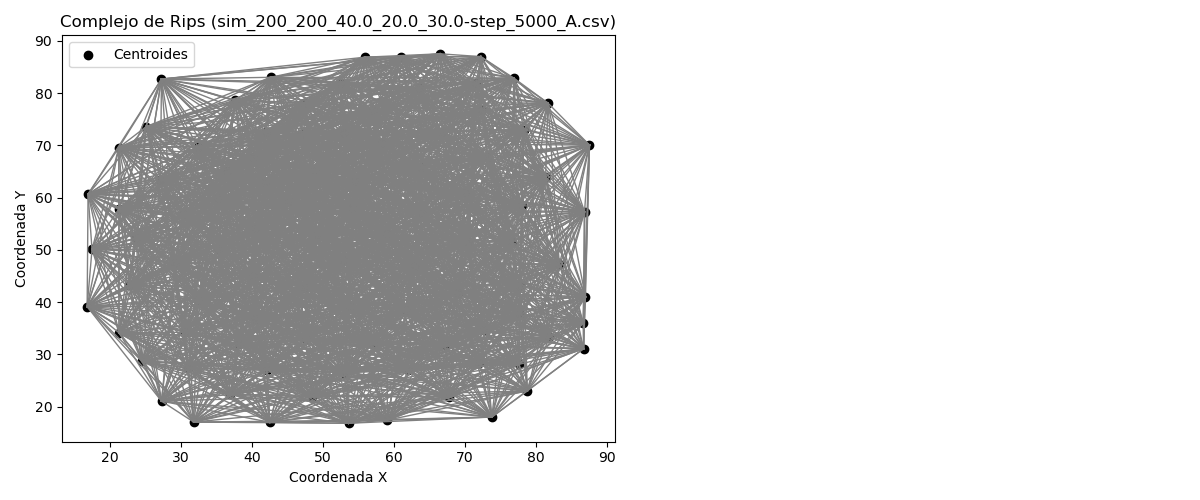 Complejo de Rips (sim_200_200_40.0_20.0_30.0-step_5000_A.csv)
Centroides
90
80
70
60
50
40
30
20
Coordenada Y
20 30 40 50 60 70 80 90
Coordenada X